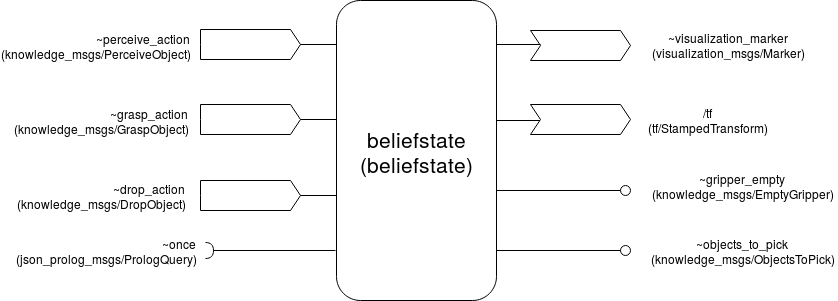 ~perceive_action
(knowledge_msgs/PerceiveObject)
~grasp_action
(knowledge_msgs/GraspObject)
~drop_action
(knowledge_msgs/DropObject)
~once
(json_prolog_msgs/PrologQuery)
beliefstate
(beliefstate)
~visualization_marker
(visualization_msgs/Marker)
/tf
(tf/StampedTransform)
~gripper_empty
(knowledge_msgs/EmptyGripper)
~objects_to_pick
(knowledge_msgs/ObjectsToPick)